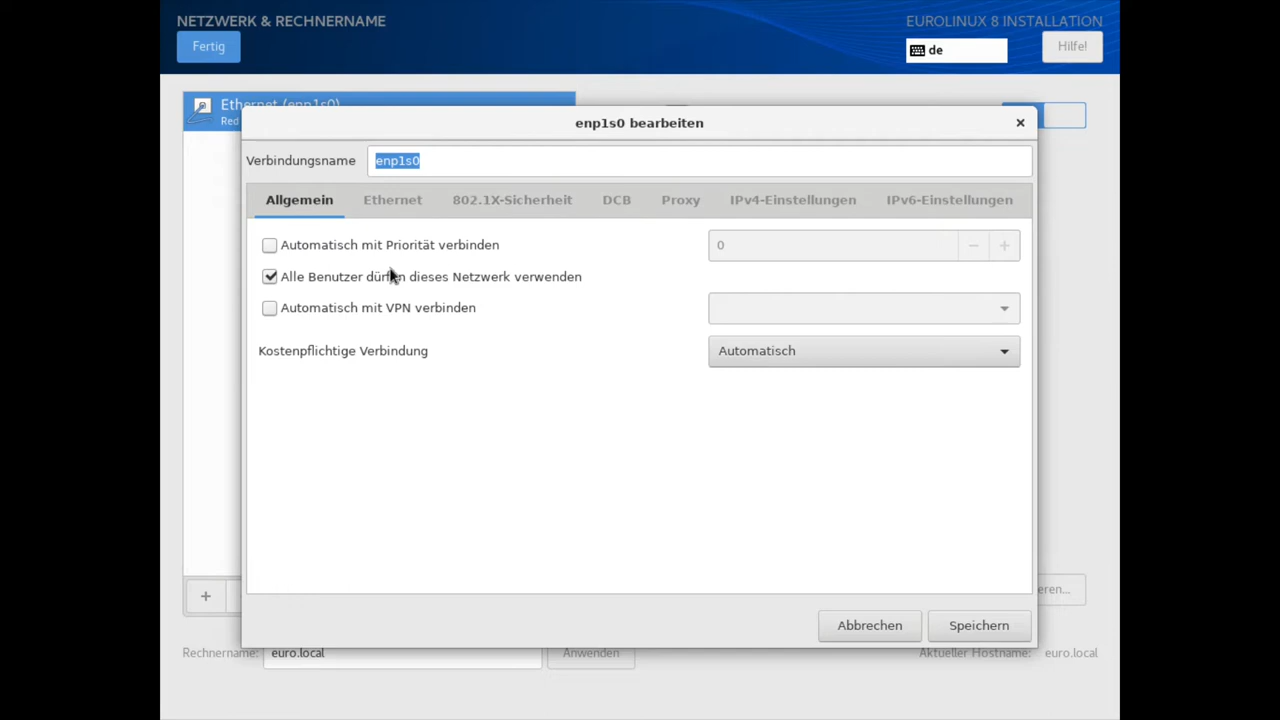 NETZWERK & RECHNERNAME
EUROLINUX 8 INSTALLATION
Fertig
de
Hilfe!
Ethernet (enp1s0)
Red
enp1s0 bearbeiten
Verbindungsname
enp1s0
Allgemein
Ethernet
802.1X-Sicherheit
DCB
Proxy
IPv4-Einstellungen
IPv6-Einstellungen
Automatisch mit Priorität verbinden
0
Alle Benutzer dürfen dieses Netzwerk verwenden
Automatisch mit VPN verbinden
Kostenpflichtige Verbindung
Automatisch
eren...
Abbrechen
Speichern
Rechnername:
euro.local
Anwenden
Aktueller Hostname:
euro.local